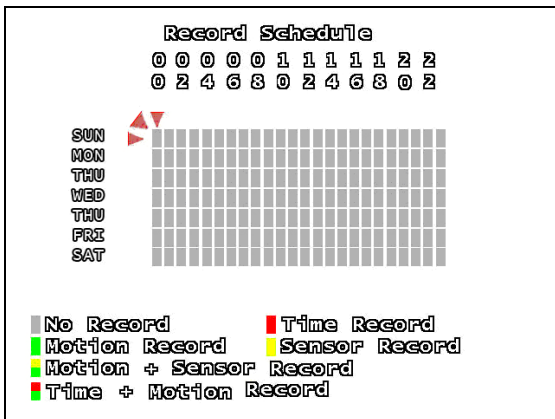 Record Schedule
0 0 0 0 0 1 1 1 1 1 2 2
0 2 4 6 8 0 2 4 6 8 0 2
SUN
MON
THU
WED
THU
FRI
SAT
No Record
Time Record
Motion Record
Sensor Record
Motion + Sensor Record
Time + Motion Record